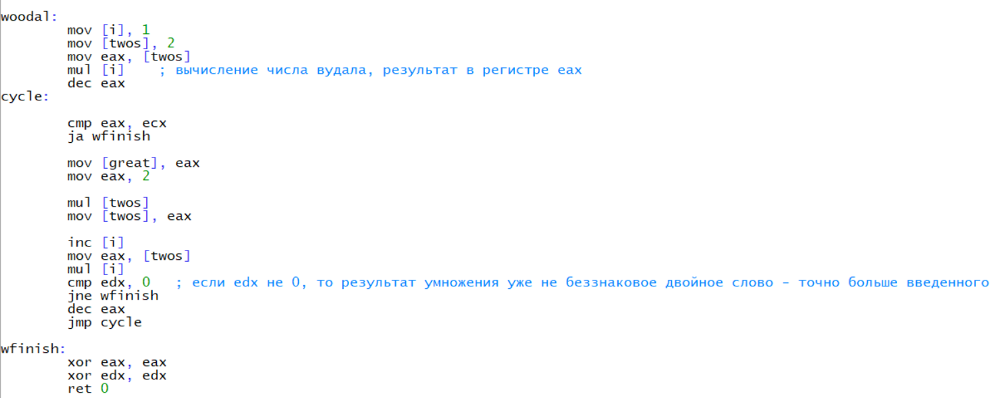 woodal:
mov [i], 1
mov [twos], 2
mov eax, [twos]
mul [i] ; вычисление числа вудала, результат в регистре eax
dec eax
cycle:
cmp eax, ecx
ja wfinish
mov [great], eax
mov eax, 2
mul [twos]
mov [twos], eax
inc [i]
mov eax, [twos]
mul [i]
cmp edx, 0 ; если edx не 0, то результат умножения уже не беззнаковое двойное слово - точно больше введенного
jne wfinish
dec eax
jmp cycle
wfinish:
xor eax, eax
xor edx, edx
ret 0